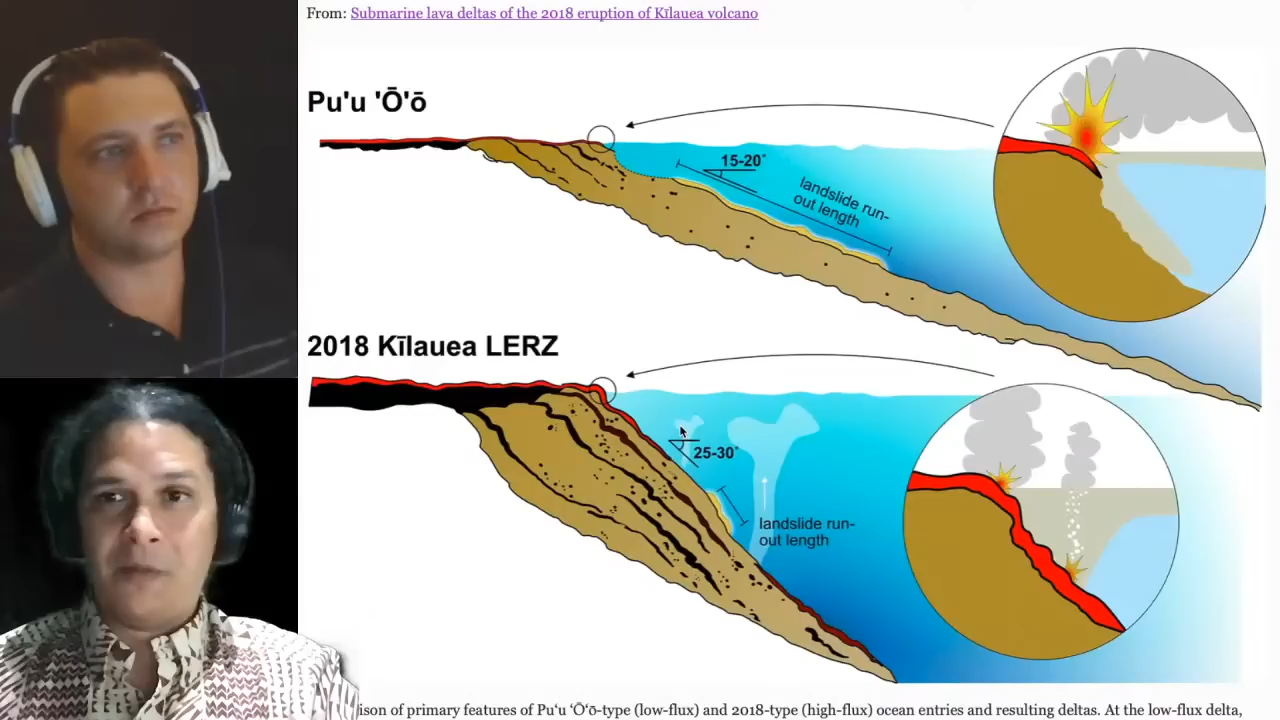 From: Submarine lava deltas of the 2018 eruption of Kīlauea volcano
Pu'u 'Ō'ō
15-20˚
landslide run-
out length
2018 Kīlauea LERZ
25-30˚
landslide run-
out length
ison of primary features of Pu‘u ‘Ō‘ō-type (low-flux) and 2018-type (high-flux) ocean entries and resulting deltas. At the low-flux delta,